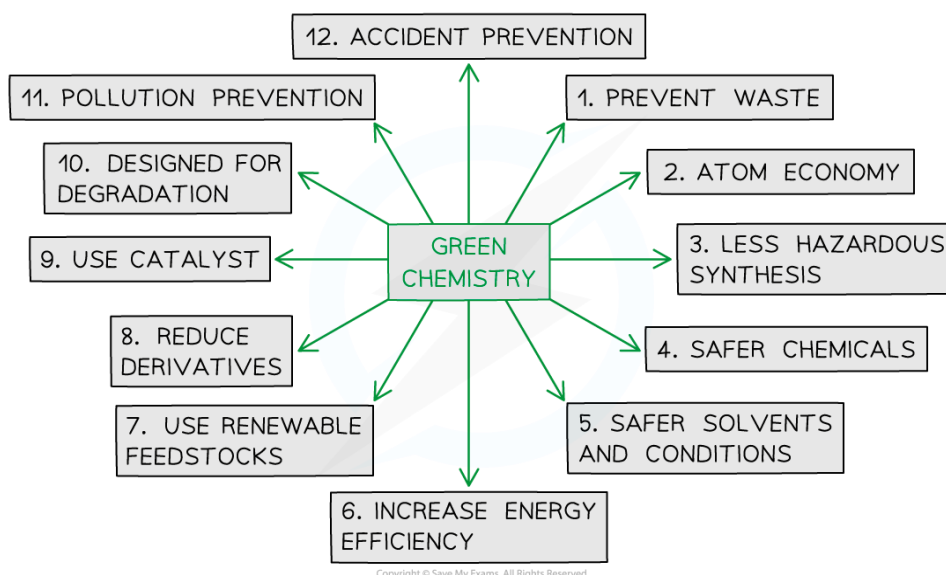 12. ACCIDENT PREVENTION
11. POLLUTION PREVENTION
1. PREVENT WASTE
10. DESIGNED FOR
DEGRADATION
2. ATOM ECONOMY
GREEN
CHEMISTRY
9. USE CATALYST
3. LESS HAZARDOUS
SYNTHESIS
8. REDUCE
DERIVATIVES
4. SAFER CHEMICALS
7. USE RENEWABLE
FEEDSTOCKS
5. SAFER SOLVENTS
AND CONDITIONS
6. INCREASE ENERGY
EFFICIENCY
Copyright © Save My Exams. All Rights Reserved